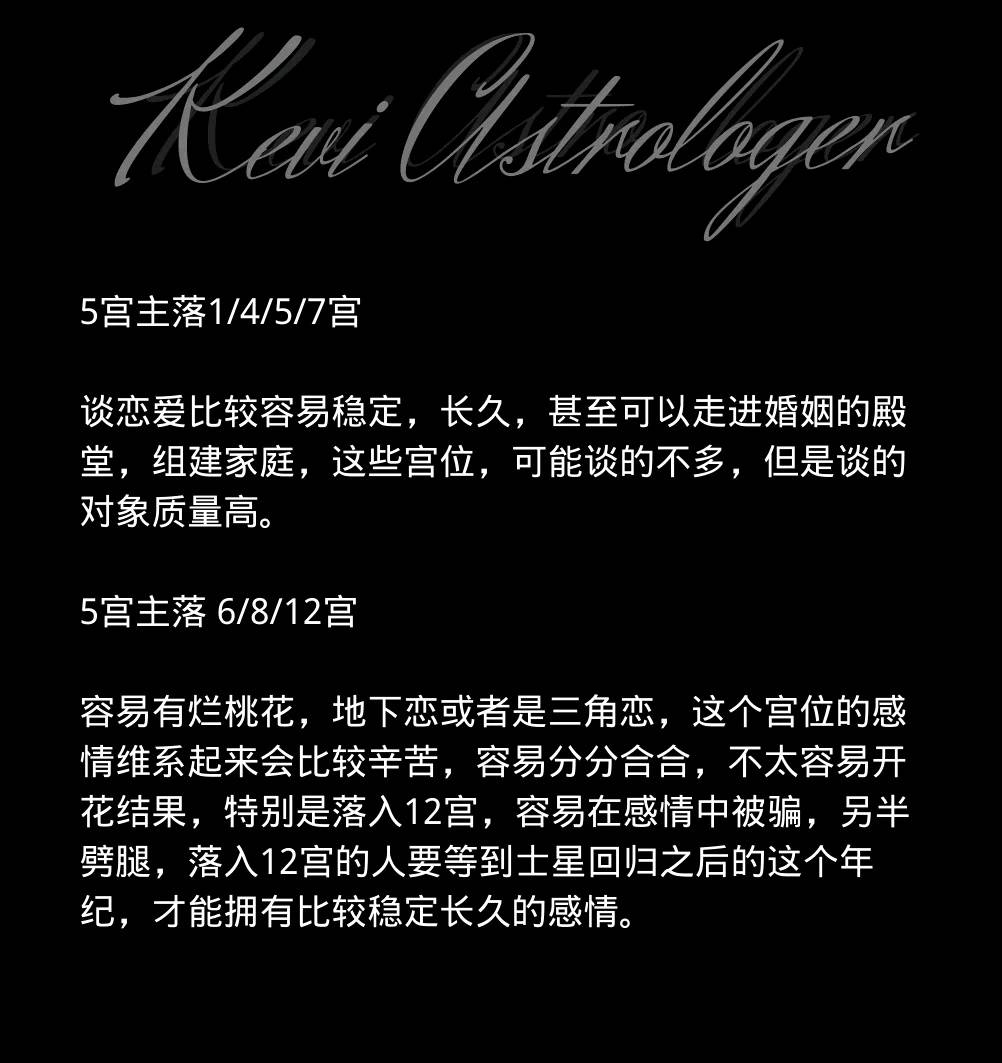 Kevi Astrologer
5宫主落1/4/5/7宫
谈恋爱比较容易稳定，长久，甚至可以走进婚姻的殿
堂，组建家庭，这些宫位，可能谈的不多，但是谈的
对象质量高。
5宫主落 6/8/12宫
容易有烂桃花，地下恋或者是三角恋，这个宫位的感
情维系起来会比较辛苦，容易分分合合，不太容易开
花结果，特别是落入12宫，容易在感情中被骗，另半
劈腿，落入12宫的人要等到士星回归之后的这个年
纪，才能拥有比较稳定长久的感情。